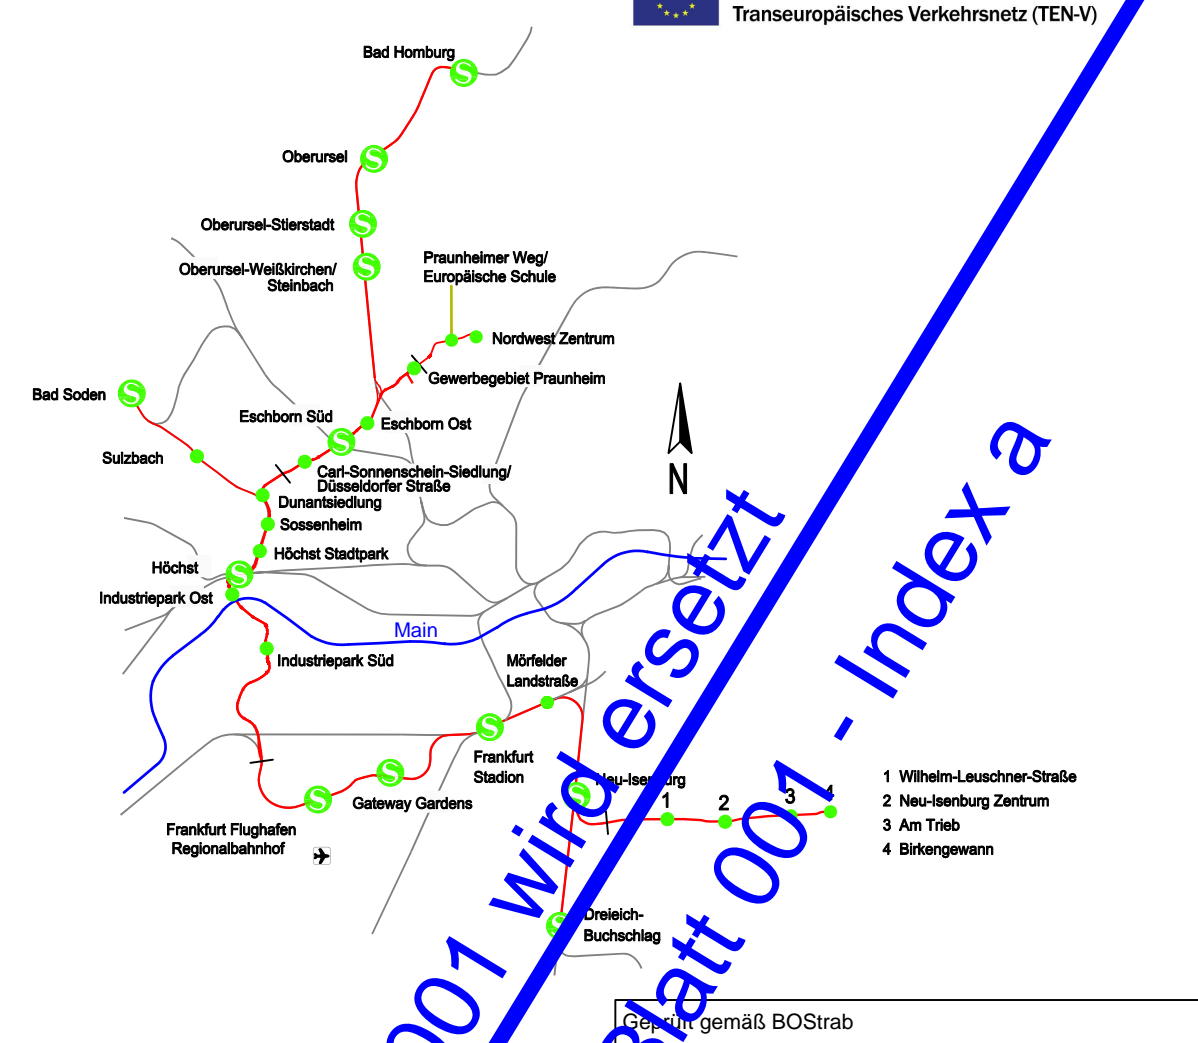 Transeuropäisches Verkehrsnetz (TEN-V)
Bad Homburg
Oberursel
Oberursel-Stierstadt
Oberursel-Weißkirchen/
Steinbach
Praunheimer Weg/
Europäische Schule
Nordwest Zentrum
Gewerbegebiet Praunheim
Bad Soden
Eschborn Süd
Eschborn Ost
Sulzbach
Carl-Sonnenschein-Siedlung/
Düsseldorfer Straße
Dunantsiedlung
Sossenheim
Höchst Stadtpark
Höchst
Industriepark Ost
Main
Industriepark Süd
Mörfelder
Landstraße
Frankfurt
Stadion
Gateway Gardens
Frankfurt Flughafen
Regionalbahnhof
Neu-Isenburg
1
2
3
4
Dreieich-
Buchschlag
N
1 Wilhelm-Leuschner-Straße
2 Neu-Isenburg Zentrum
3 Am Trieb
4 Birkengewann
001 wird ersetzt
Blatt 001 - Index a
Geprüft gemäß BOStrab